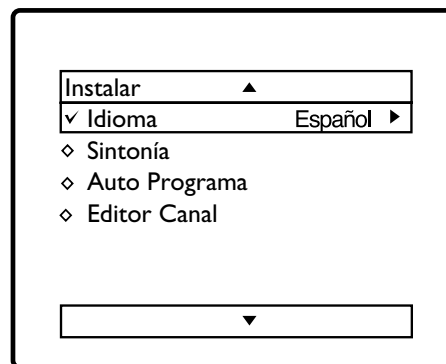 Instalar
Idioma Español
Sintonía
Auto Programa
Editor Canal